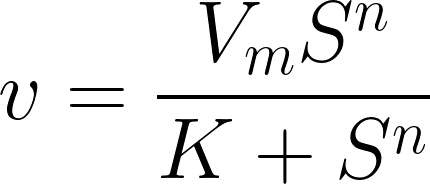 v = \frac{V_m S^n}{K + S^n}